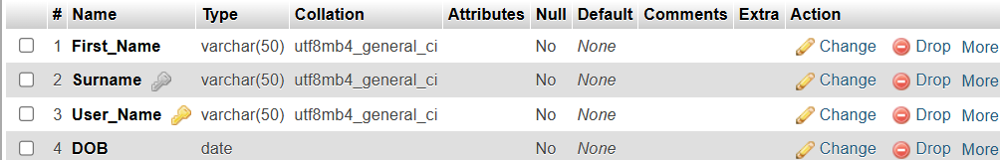 # Name Type Collation Attributes Null Default Comments Extra Action
1 First_Name varchar(50) utf8mb4_general_ci No None Change Drop More
2 Surname varchar(50) utf8mb4_general_ci No None Change Drop More
3 User_Name varchar(50) utf8mb4_general_ci No None Change Drop More
4 DOB date No None Change Drop More